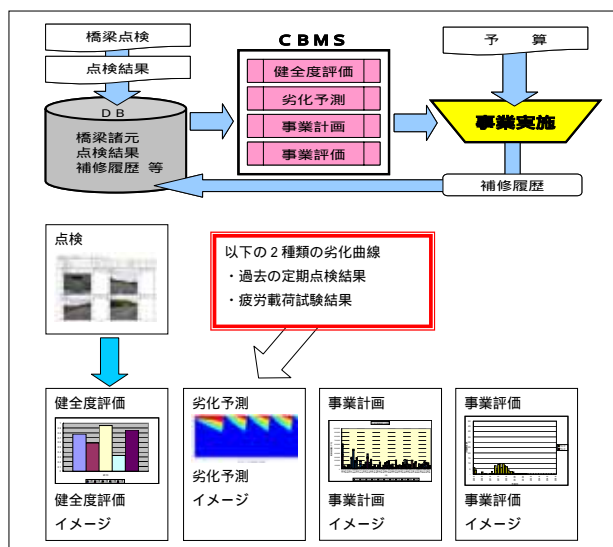 橋梁点検
点検結果
DB
橋梁諸元
点検結果
補修履歴 等
CBMS
健全度評価
劣化予測
事業計画
事業評価
予 算
事業実施
補修履歴
点検
以下の2種類の劣化曲線
・過去の定期点検結果
・疲労載荷試験結果
健全度評価
健全度評価
イメージ
劣化予測
劣化予測
イメージ
事業計画
事業計画
イメージ
事業評価
事業評価
イメージ